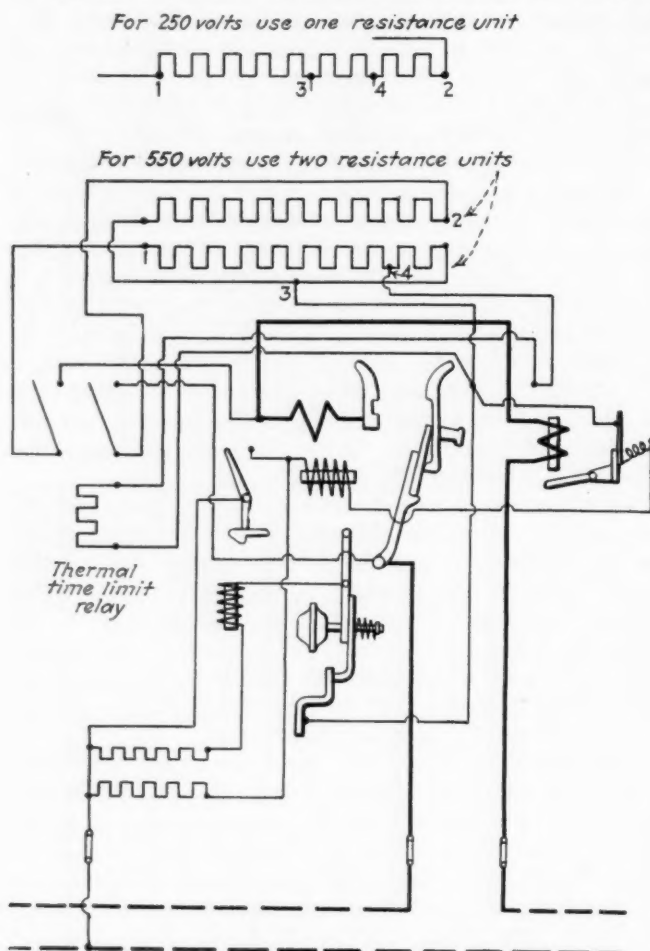 For 250 volts use one resistance unit
1 3 4 2
For 550 volts use two resistance units
2
1
4
3
Thermal
time limit
relay